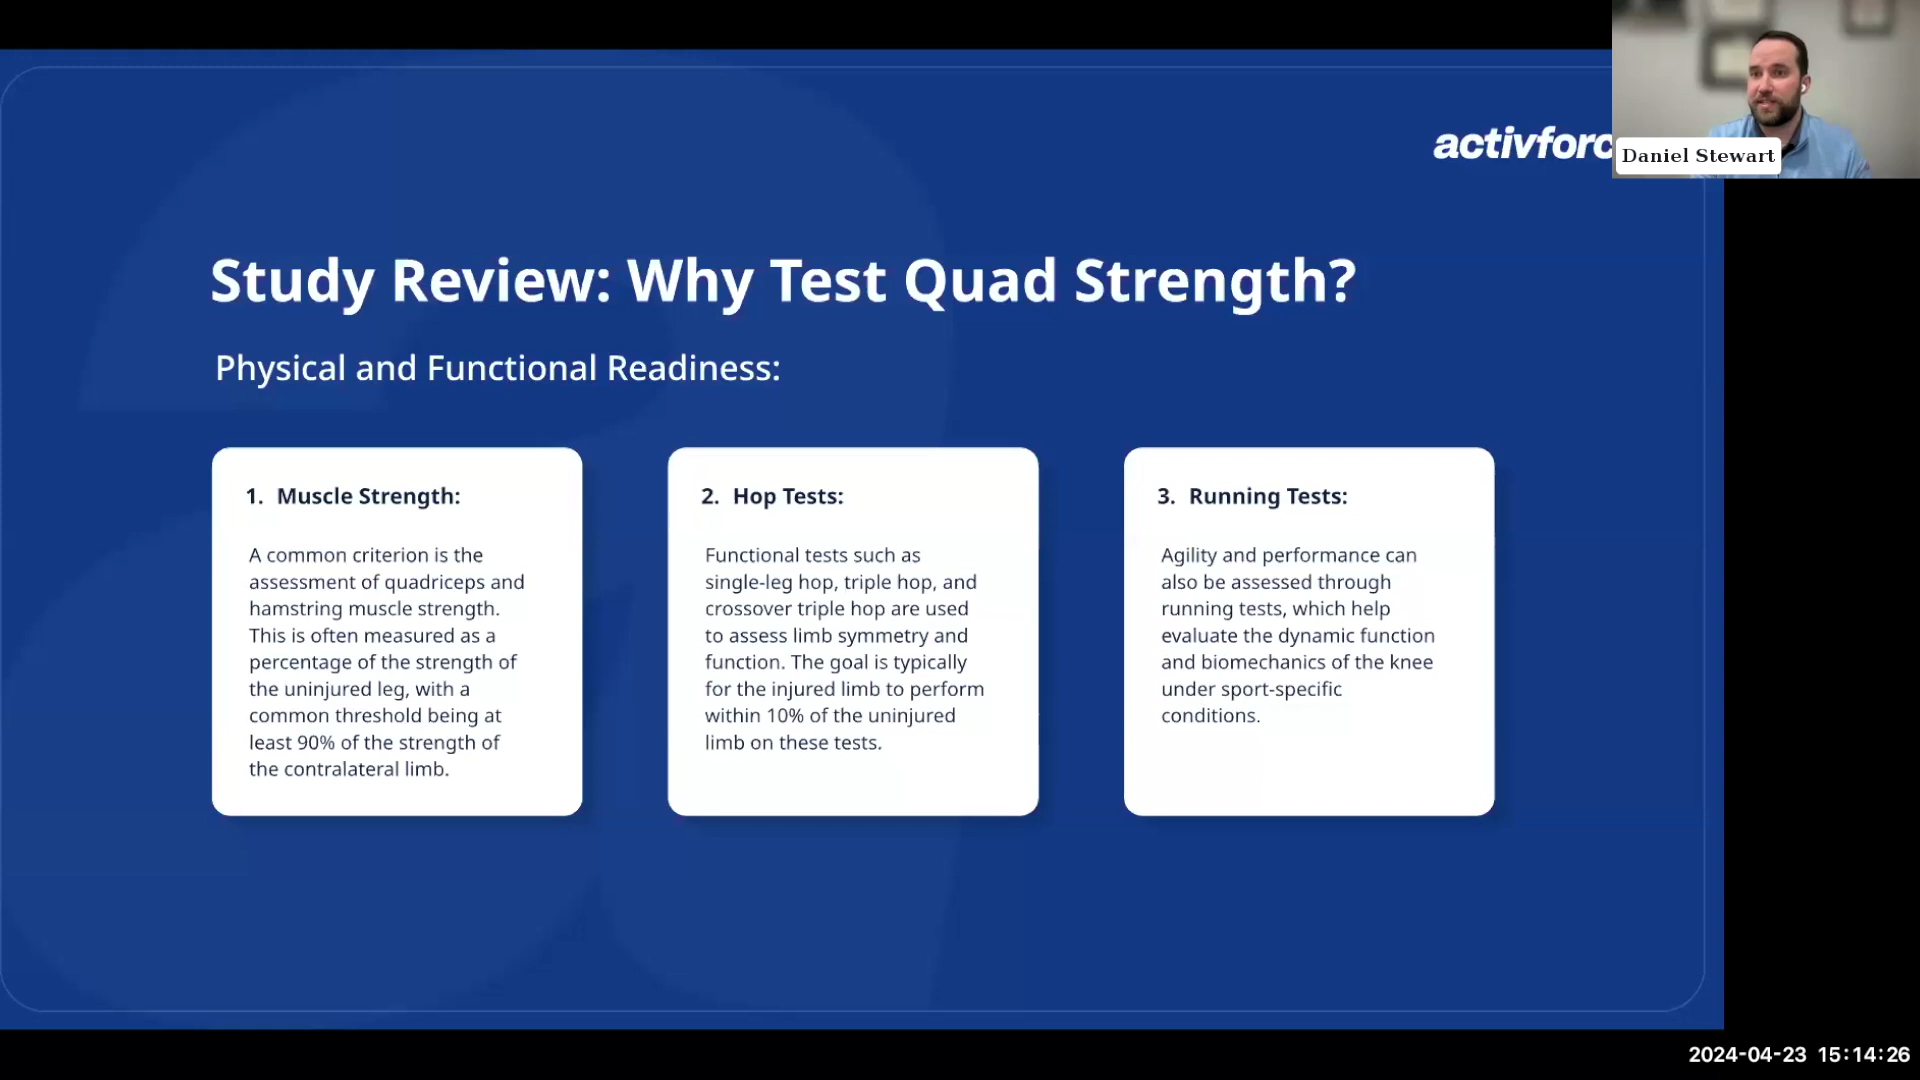 activforc
Daniel Stewart
Study Review: Why Test Quad Strength?
Physical and Functional Readiness:
1. Muscle Strength:
A common criterion is the
assessment of quadriceps and
hamstring muscle strength.
This is often measured as a
percentage of the strength of
the uninjured leg, with a
common threshold being at
least 90% of the strength of
the contralateral limb.
2. Hop Tests:
Functional tests such as
single-leg hop, triple hop, and
crossover triple hop are used
to assess limb symmetry and
function. The goal is typically
for the injured limb to perform
within 10% of the uninjured
limb on these tests.
3. Running Tests:
Agility and performance can
also be assessed through
running tests, which help
evaluate the dynamic function
and biomechanics of the knee
under sport-specific
conditions.
2024-04-23 15:14:26